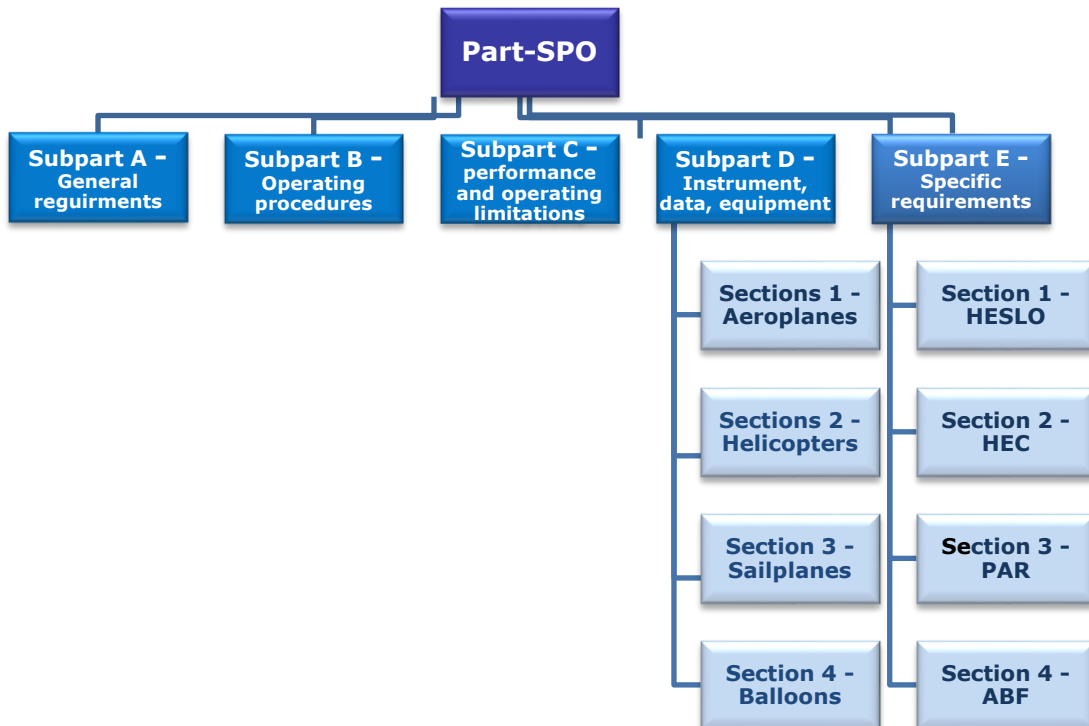 Part-SPO
Subpart A –
General
reguirments
Subpart B –
Operating
procedures
Subpart C –
performance
and operating
limitations
Subpart D –
Instrument,
data, equipment
Subpart E –
Specific
requirements
Sections 1 -
Aeroplanes
Sections 2 -
Helicopters
Section 3 -
Sailplanes
Section 4 -
Balloons
Section 1 -
HESLO
Section 2 -
HEC
Section 3 -
PAR
Section 4 -
ABF